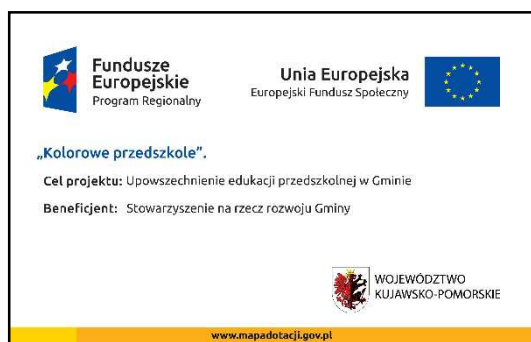 Fundusze
Europejskie
Program Regionalny
Unia Europejska
Europejski Fundusz Społeczny
„Kolorowe przedszkole”.
Cel projektu: Upowszechnienie edukacji przedszkolnej w Gminie
Beneficjent: Stowarzyszenie na rzecz rozwoju Gminy
WOJEWÓDZTWO
KUJAWSKO-POMORSKIE
www.mapadotacji.gov.pl